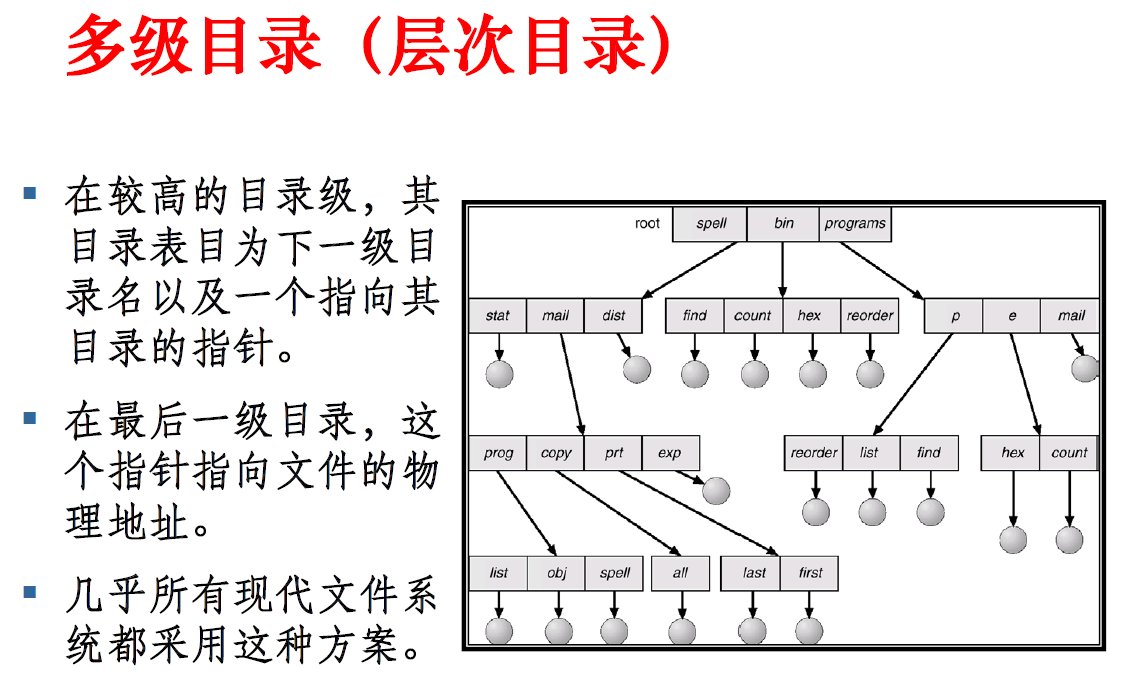 多级目录（层次目录）
▪ 在较高的目录级，其
目录表目为下一级目
录名以及一个指向其
目录的指针。
▪ 在最后一级目录，这
个指针指向文件的物
理地址。
▪ 几乎所有现代文件系
统都采用这种方案。
root spell bin programs
stat mail dist find count hex reorder p e mail
prog copy prt exp reorder list find hex count
list obj spell all last first